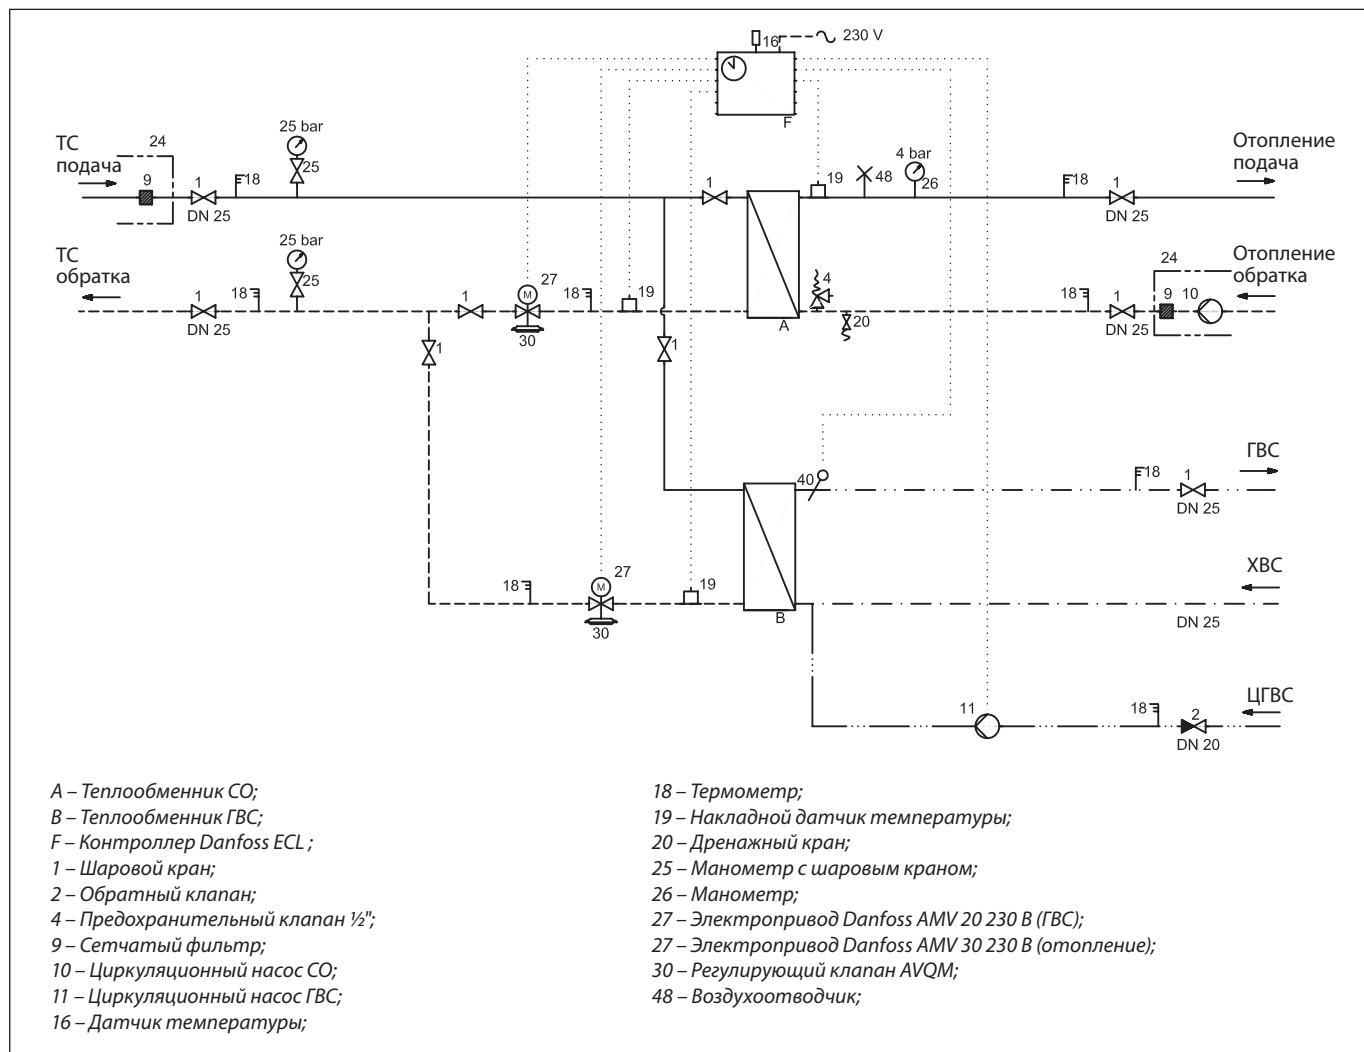 16
230 V
F
ТС
подача
24
25 bar
25
9
1
18
DN 25
1
19
48
4 bar
26
18
1
DN 25
Отопление
подача
ТС
обратка
25 bar
25
1
18
DN 25
1
27
M
30
18
19
A
4
20
18
1
DN 25
24
9
10
Отопление
обратка
1
1
40
18
1
DN 25
ГВС
18
27
M
30
19
B
ХВС
DN 25
11
18
2
DN 20
ЦГВС
A – Теплообменник СО;
B – Теплообменник ГВС;
F – Контроллер Danfoss ECL ;
1 – Шаровой кран;
2 – Обратный клапан;
4 – Предохранительный клапан ½";
9 – Сетчатый фильтр;
10 – Циркуляционный насос СО;
11 – Циркуляционный насос ГВС;
16 – Датчик температуры;
18 – Термометр;
19 – Накладной датчик температуры;
20 – Дренажный кран;
25 – Манометр с шаровым краном;
26 – Манометр;
27 – Электропривод Danfoss AMV 20 230 В (ГВС);
27 – Электропривод Danfoss AMV 30 230 В (отопление);
30 – Регулирующий клапан AVQM;
48 – Воздухоотводчик;